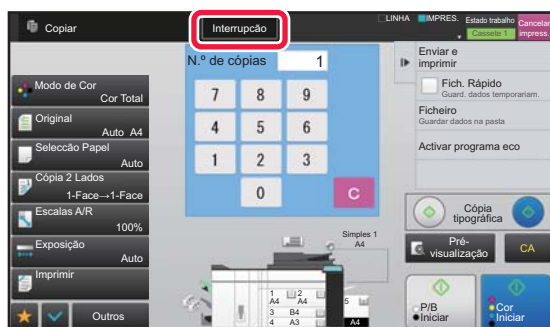 Copiar
Interrupcão
LINHA
IMPRES.
Estado trabalho
Cassete 1
Cancelar
impress.
N.º de cópias
1
7 8 9
4 5 6
1 2 3
0
C
Modo de Cor
Cor Total
Original
Auto A4
Seleccão Papel
Auto
Cópia 2 Lados
1-Face→1-Face
Escalas A/R
100%
Exposição
Auto
Imprimir
Outros
Simples 1
A4
1 A4
2 A4
3 B4
4 A3
5
A4
Enviar e
imprimir
Fich. Rápido
Guard. dados temporariam.
Ficheiro
Guardar dados na pasta
Activar programa eco
Cópia
tipográfica
Pré-
visualização
CA
P/B
Iniciar
Cor
Iniciar